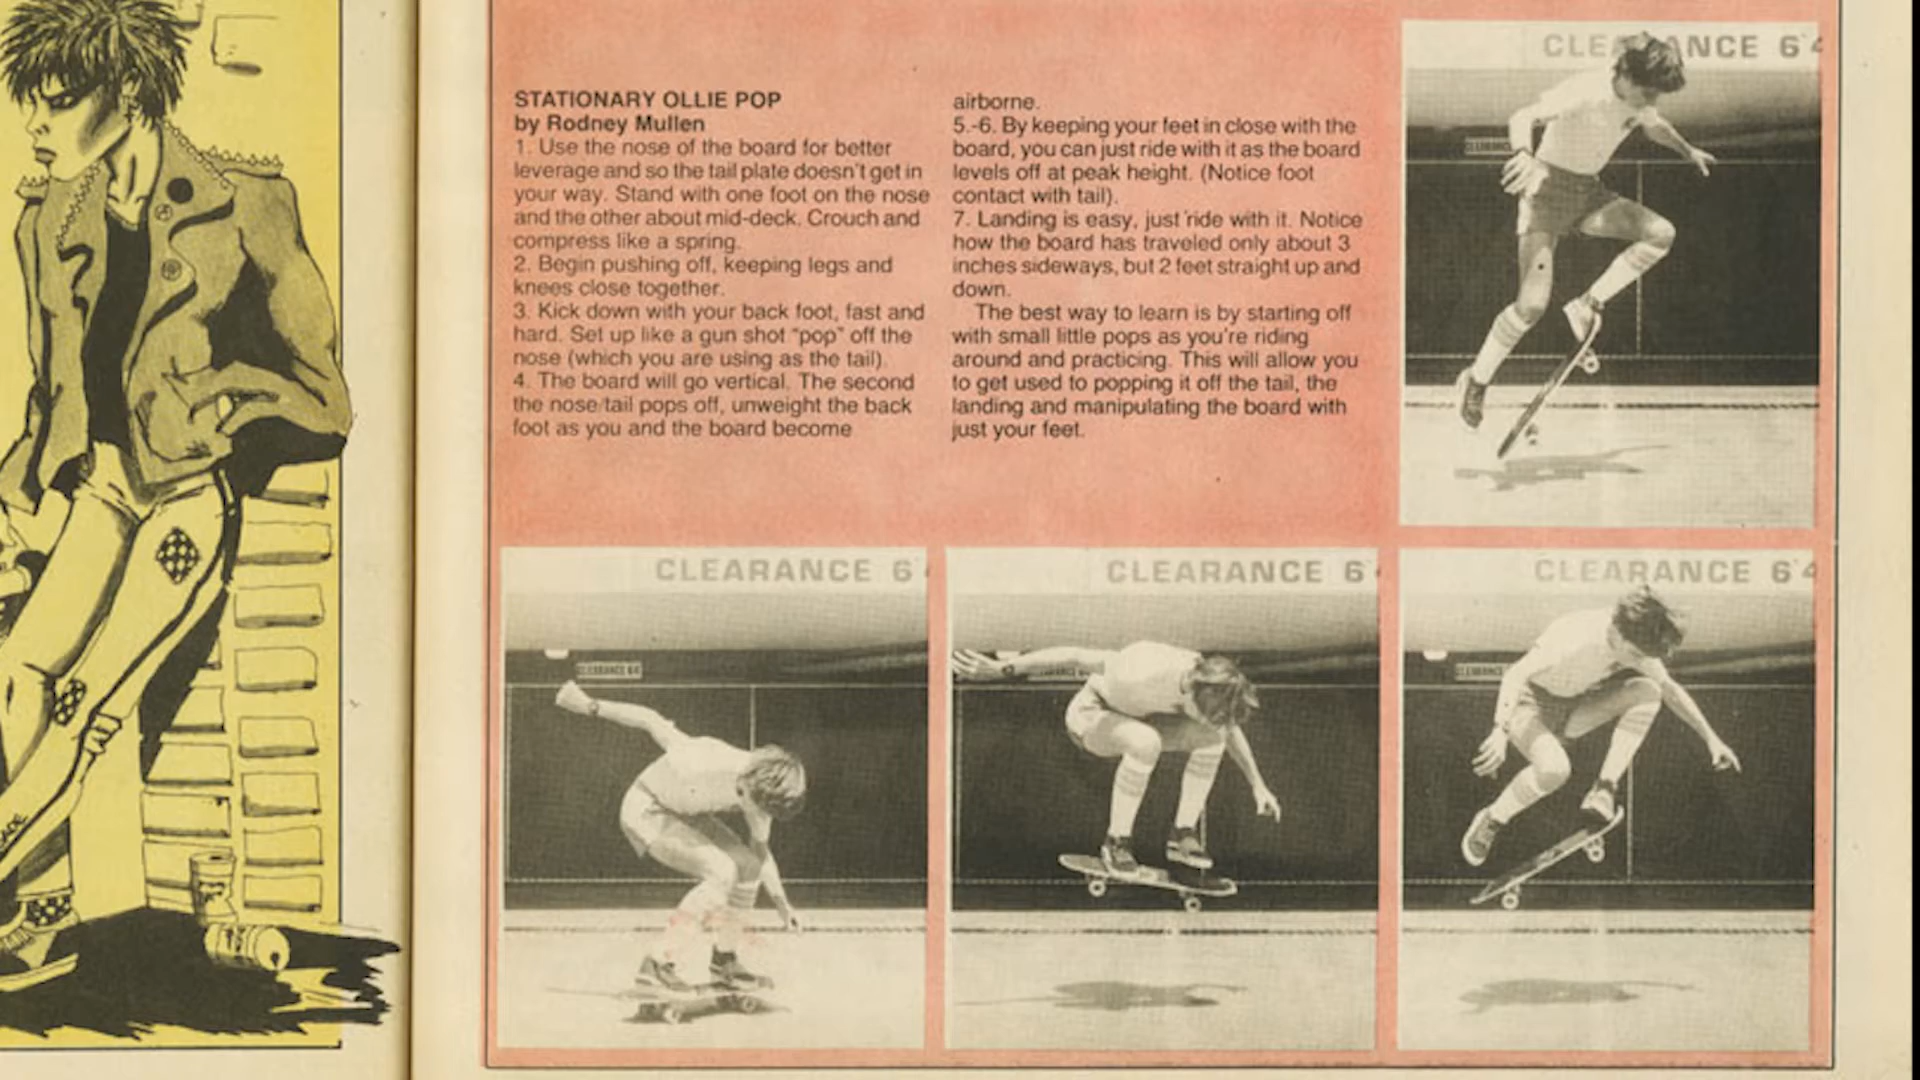 STATIONARY OLLIE POP
by Rodney Mullen
1. Use the nose of the board for better
leverage and so the tail plate doesn't get in
your way. Stand with one foot on the nose
and the other about mid-deck. Crouch and
compress like a spring.
2. Begin pushing off, keeping legs and
knees close together.
3. Kick down with your back foot, fast and
hard. Set up like a gun shot “pop” off the
nose (which you are using as the tail).
4. The board will go vertical. The second
the nose/tail pops off, unweight the back
foot as you and the board become
airborne.
5.-6. By keeping your feet in close with the
board, you can just ride with it as the board
levels off at peak height. (Notice foot
contact with tail).
7. Landing is easy, just ride with it. Notice
how the board has traveled only about 3
inches sideways, but 2 feet straight up and
down.
The best way to learn is by starting off
with small little pops as you're riding
around and practicing. This will allow you
to get used to popping it off the tail, the
landing and manipulating the board with
just your feet.
CLEARANCE 6'4
CLEARANCE
CLEARANCE 6'
CLEARANCE 6'4
CLEARANCE 6'
CLEARANCE 6'4
CLEARANCE